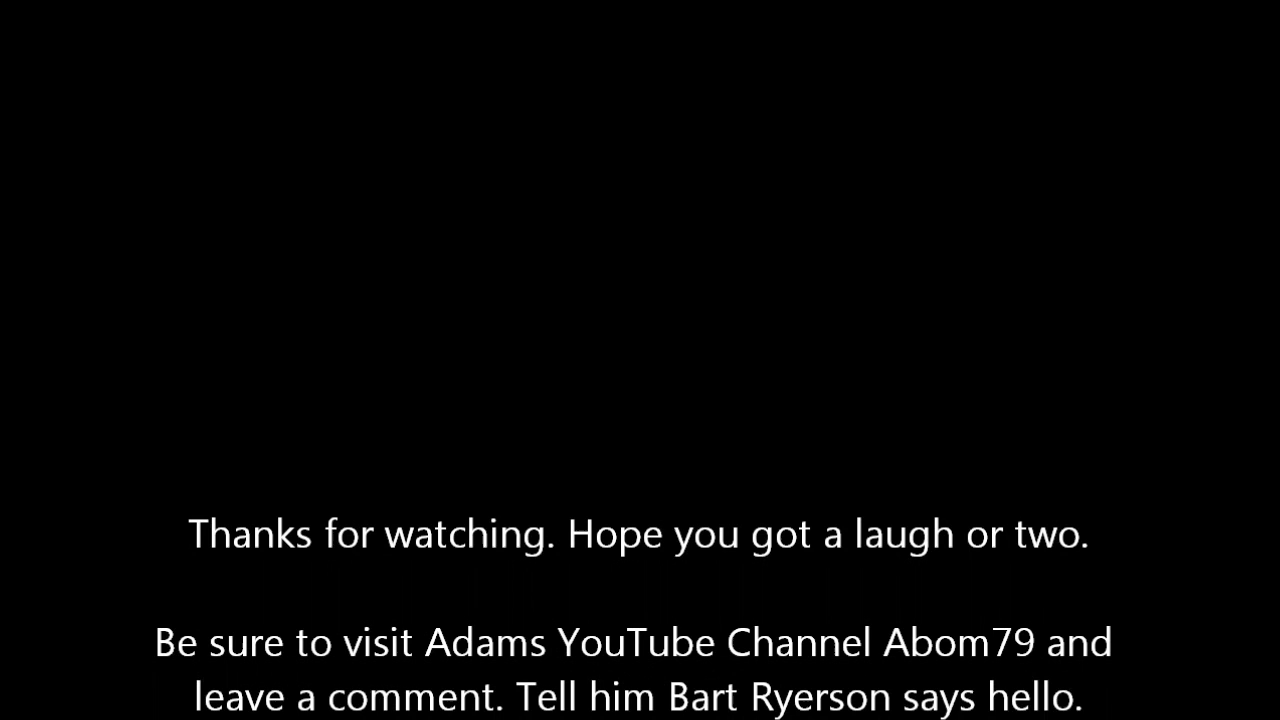 Thanks for watching. Hope you got a laugh or two.
Be sure to visit Adams YouTube Channel Abom79 and
leave a comment. Tell him Bart Ryerson says hello.